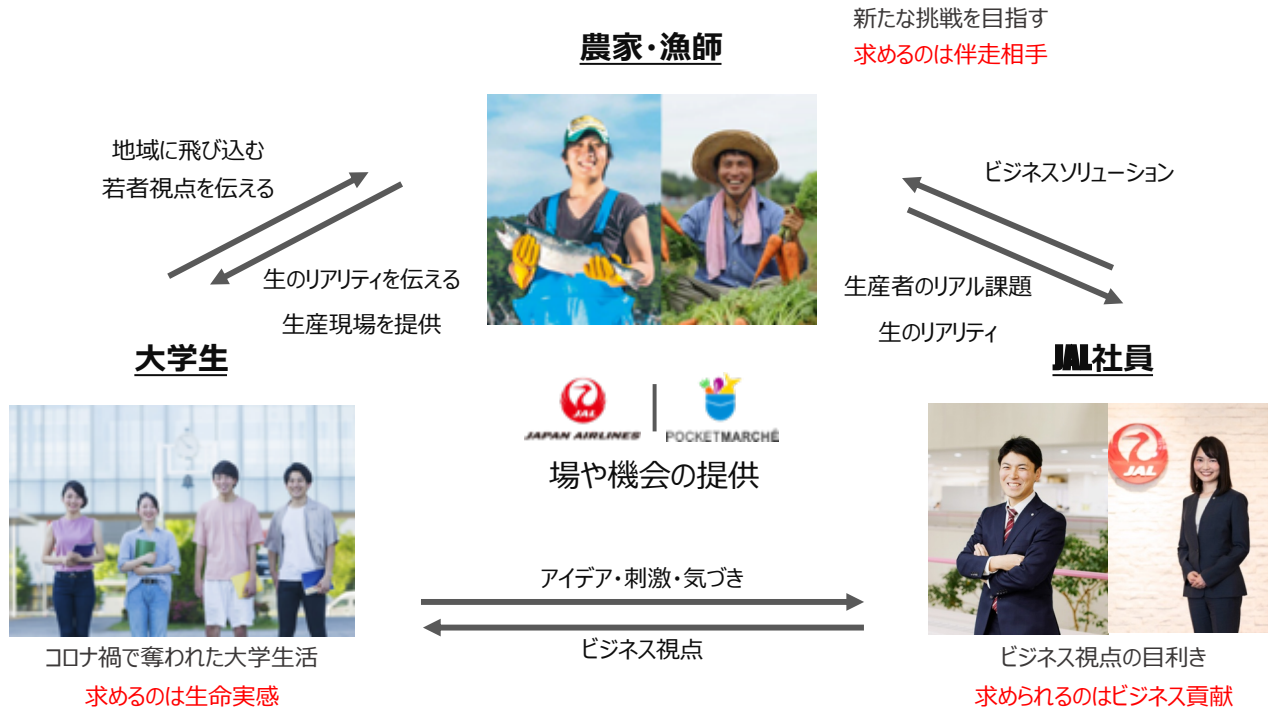 新たな挑戦を目指す
求めるのは伴走相手
農家・漁師
地域に飛び込む
若者視点を伝える
ビジネスソリューション
生のリアリティを伝える
生産現場を提供
生産者のリアル課題
生のリアリティ
大学生
JAL社員
JAL
JAPAN AIRLINES
POCKETMARCHÉ
場や機会の提供
JAL
アイデア・刺激・気づき
ビジネス視点
コロナ禍で奪われた大学生活
求めるのは生命実感
ビジネス視点の目利き
求められるのはビジネス貢献